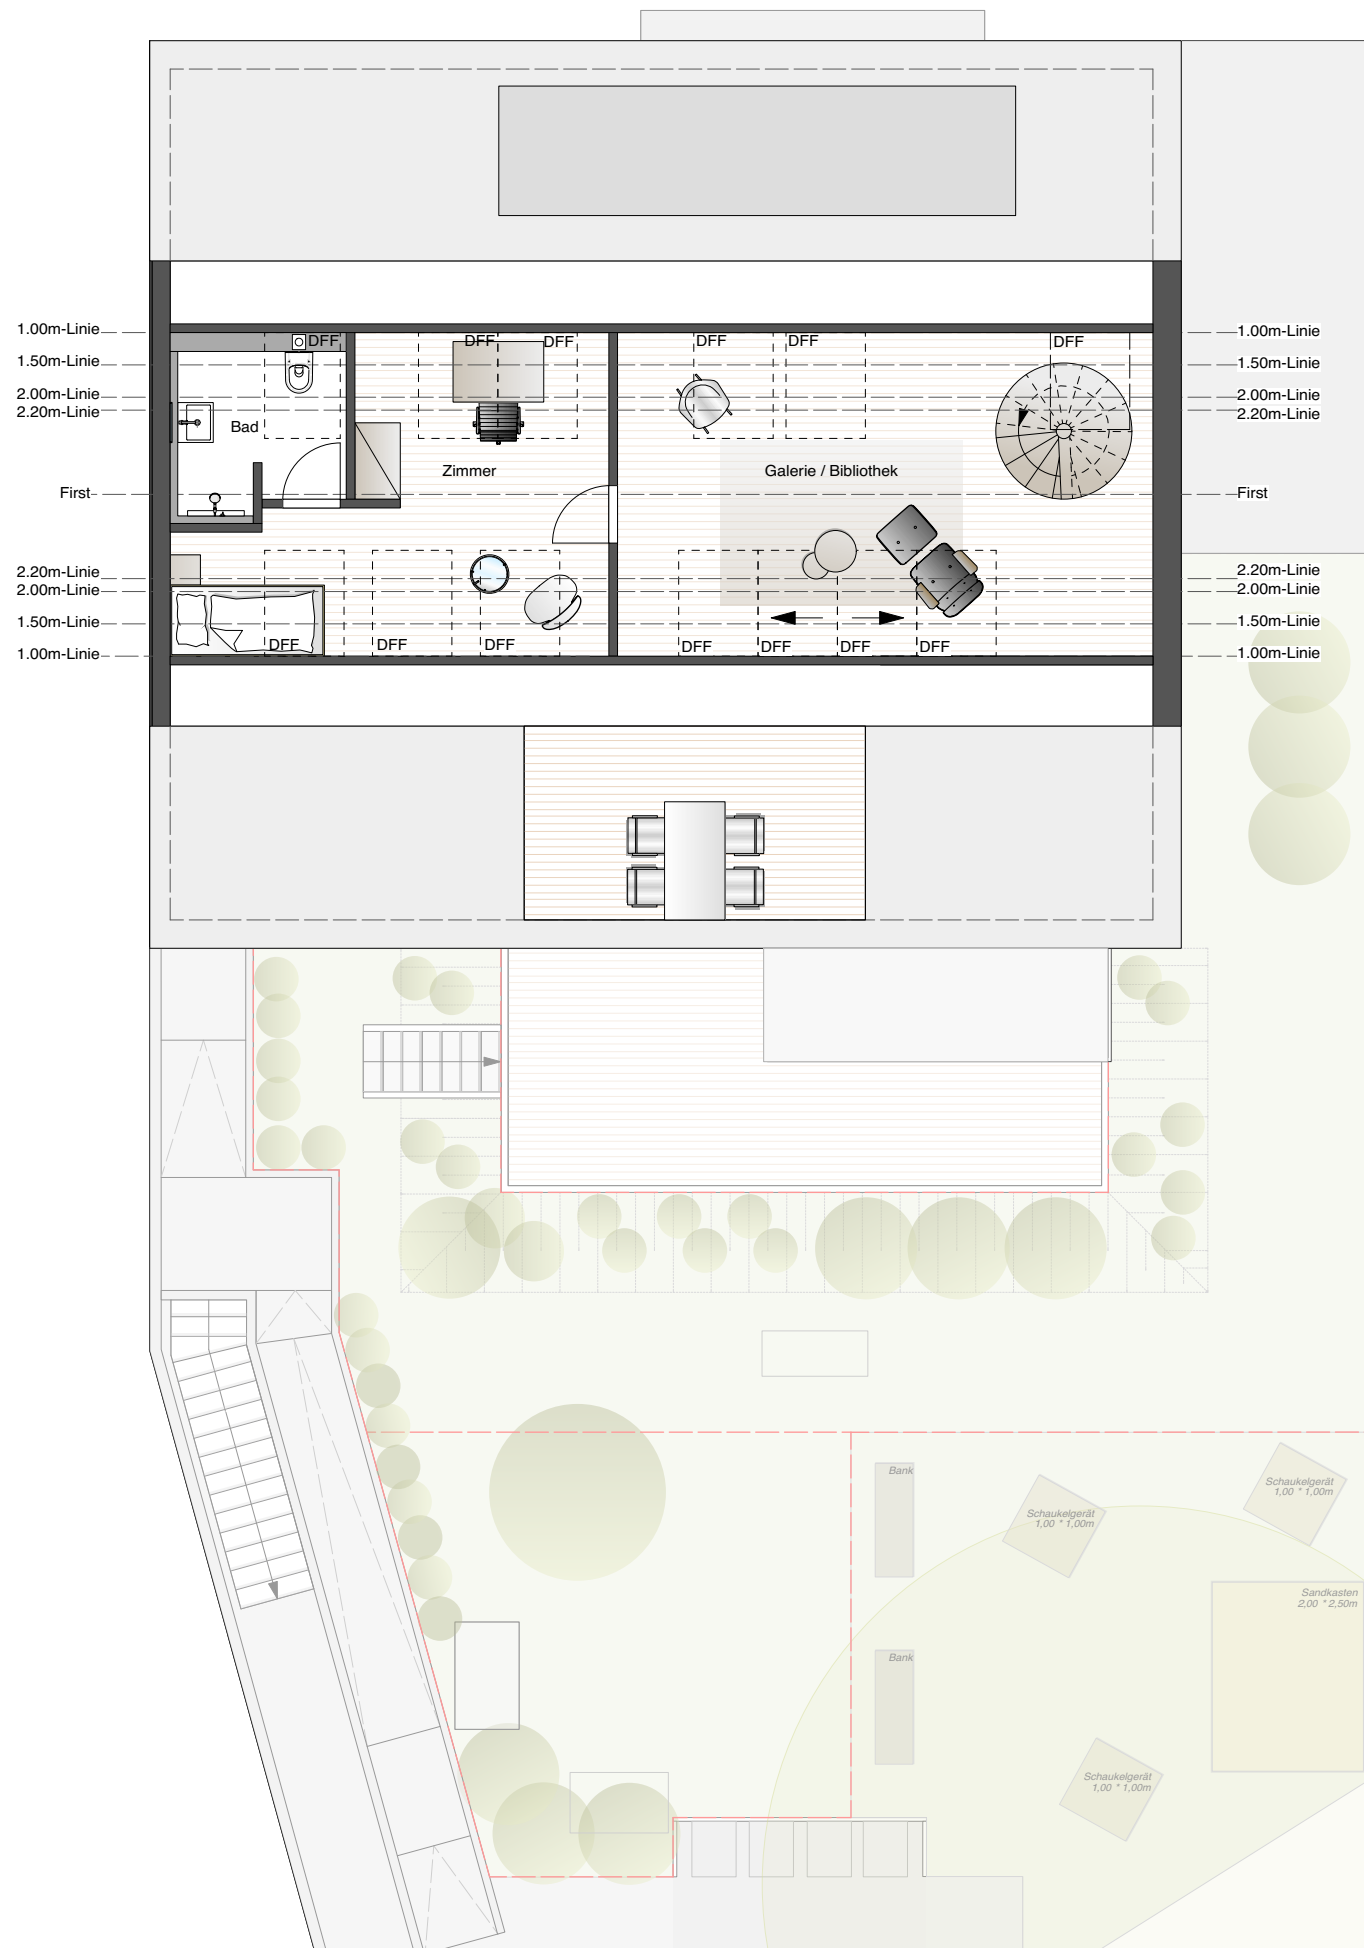 1.00m-Linie
1.50m-Linie
2.00m-Linie
2.20m-Linie
First
2.20m-Linie
2.00m-Linie
1.50m-Linie
1.00m-Linie
DFF
DFF
DFF
DFF
DFF
DFF
Bad
Zimmer
Galerie / Bibliothek
DFF
DFF
DFF
DFF
DFF
DFF
DFF
1.00m-Linie
1.50m-Linie
2.00m-Linie
2.20m-Linie
First
2.20m-Linie
2.00m-Linie
1.50m-Linie
1.00m-Linie
Bank
Schaukelgerät
1,00 * 1,00m
Schaukelgerät
1,00 * 1,00m
Sandkasten
2,00 * 2,50m
Bank
Schaukelgerät
1,00 * 1,00m